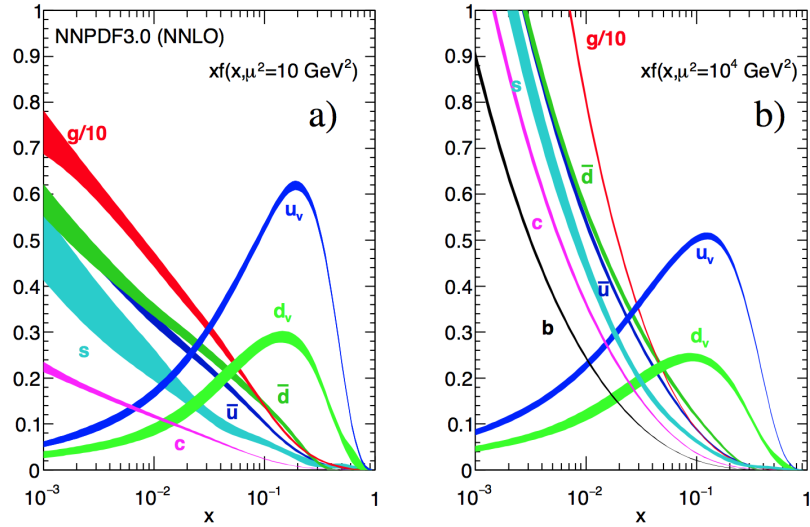 NNPDF3.0 (NNLO)
xf(x,μ²=10 GeV²)
a)
g/10
u_v
d_v
s
ū
d̄
c
1
0.9
0.8
0.7
0.6
0.5
0.4
0.3
0.2
0.1
0
10⁻³
10⁻²
10⁻¹
1
x
g/10
xf(x,μ²=10⁴ GeV²)
b)
s
d̄
c
u_v
ū
b
d_v
1
0.9
0.8
0.7
0.6
0.5
0.4
0.3
0.2
0.1
0
10⁻³
10⁻²
10⁻¹
1
x